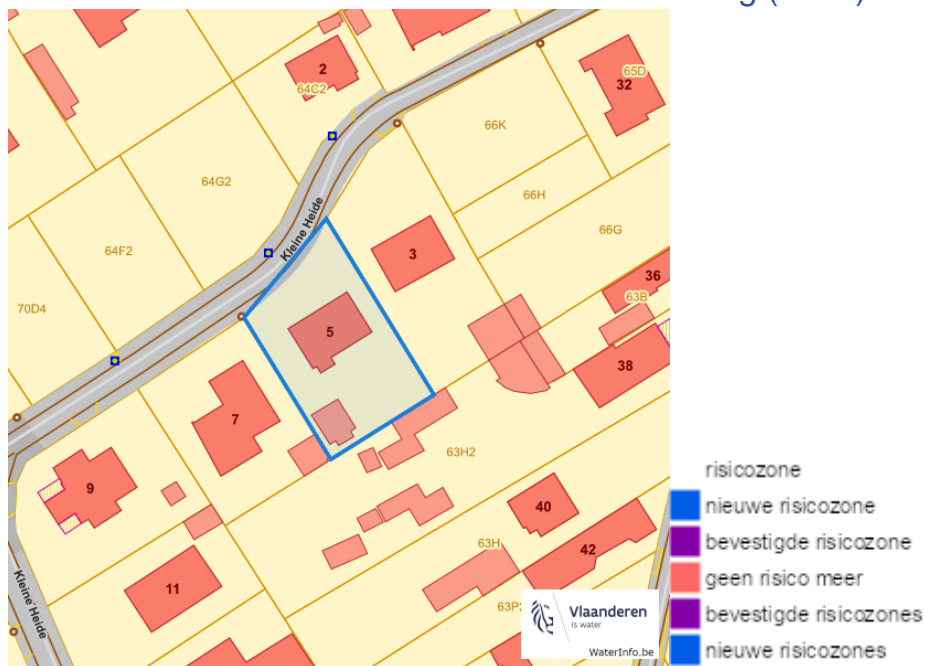 g (
)
2
64C2
65D
32
66K
64G2
66H
Kleine Heide
66G
64F2
3
36
63B
70D4
5
38
7
63H2
9
40
63H
42
11
Kleine Heide
63P2
Vlaanderen
is water
WaterInfo.be
risicozone
nieuwe risicozone
bevestigde risicozone
geen risico meer
bevestigde risicozones
nieuwe risicozones